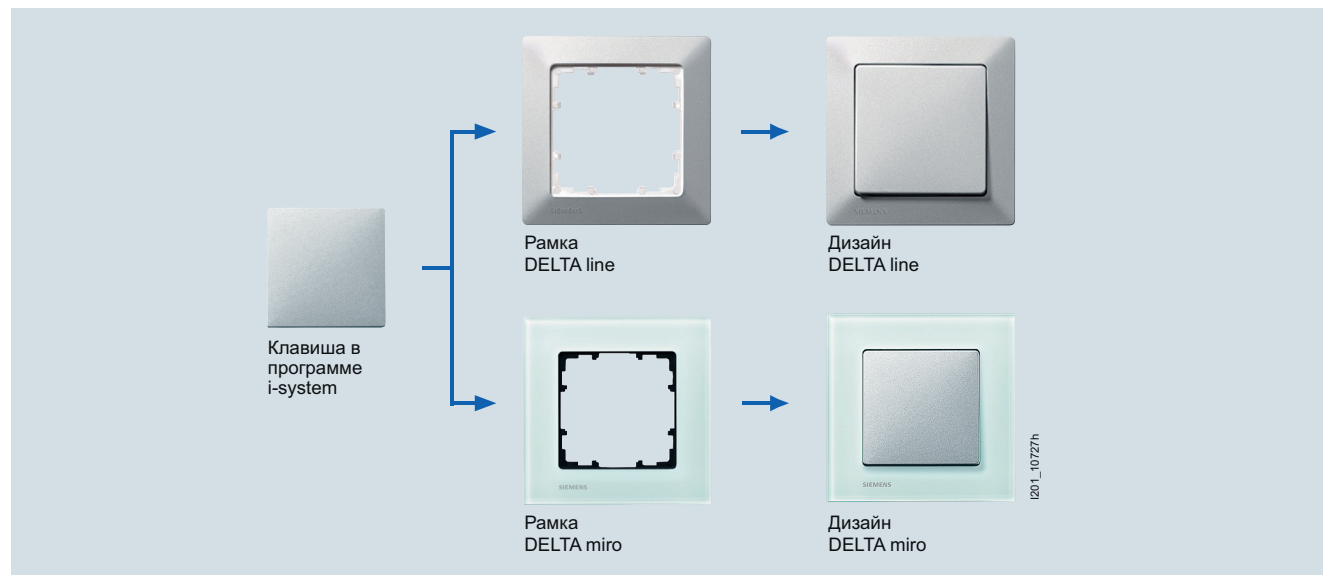 SIEMENS
Рамка
DELTA line
SIEMENS
Дизайн
DELTA line
Клавиша в
программе
i-system
SIEMENS
Рамка
DELTA miro
SIEMENS
Дизайн
DELTA miro
I201_10727h